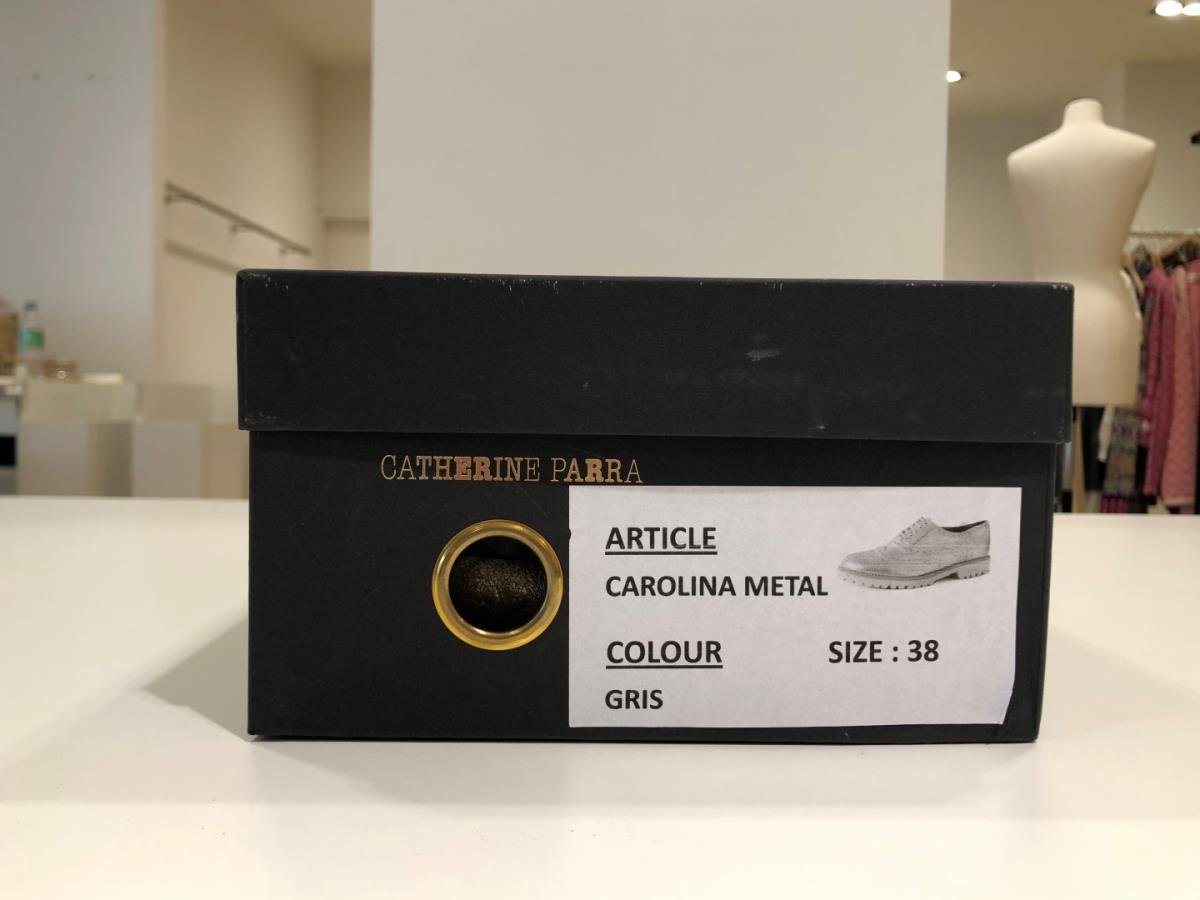 CATHERINE PARRA
ARTICLE
CAROLINA METAL
COLOUR
SIZE : 38
GRIS